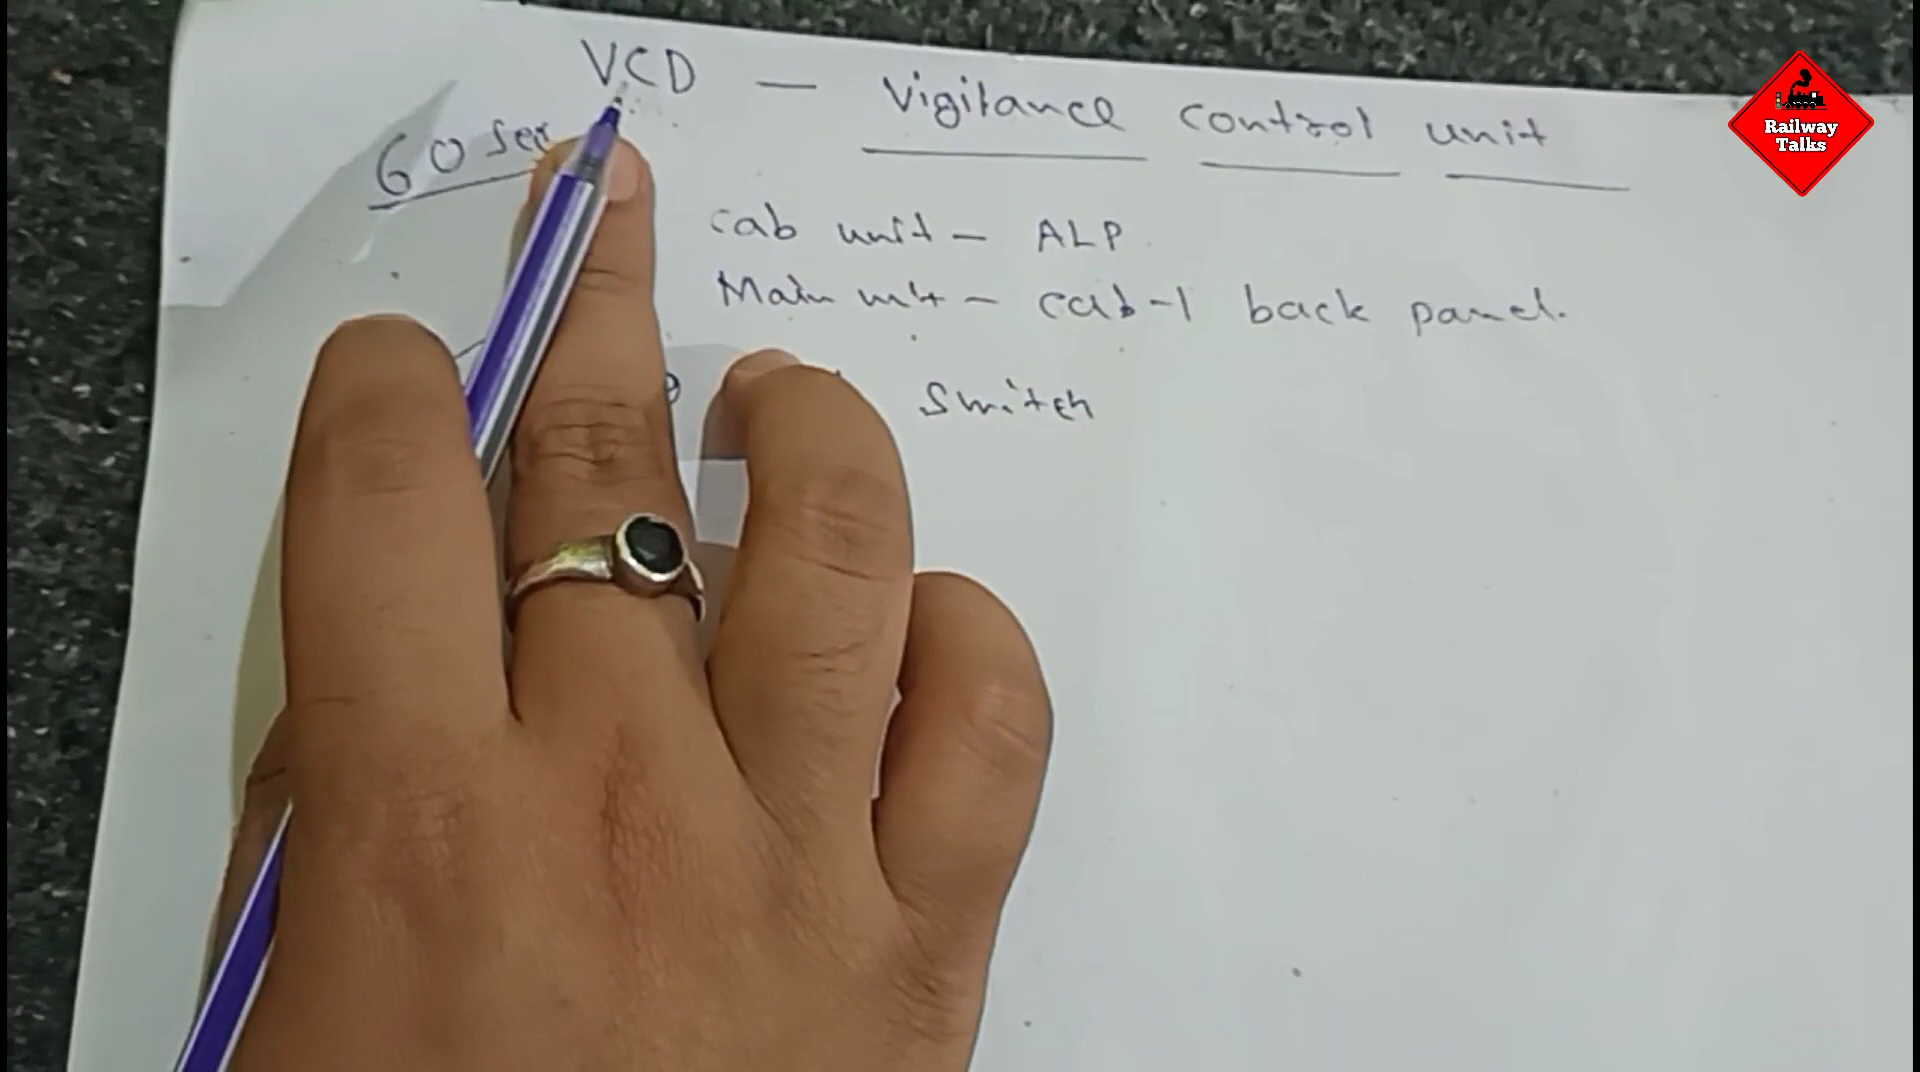 VCD — Vigilance control unit
60 Sec
cab unit — ALP
Main unit — cab-1 back panel.
Switch
Railway
Talks